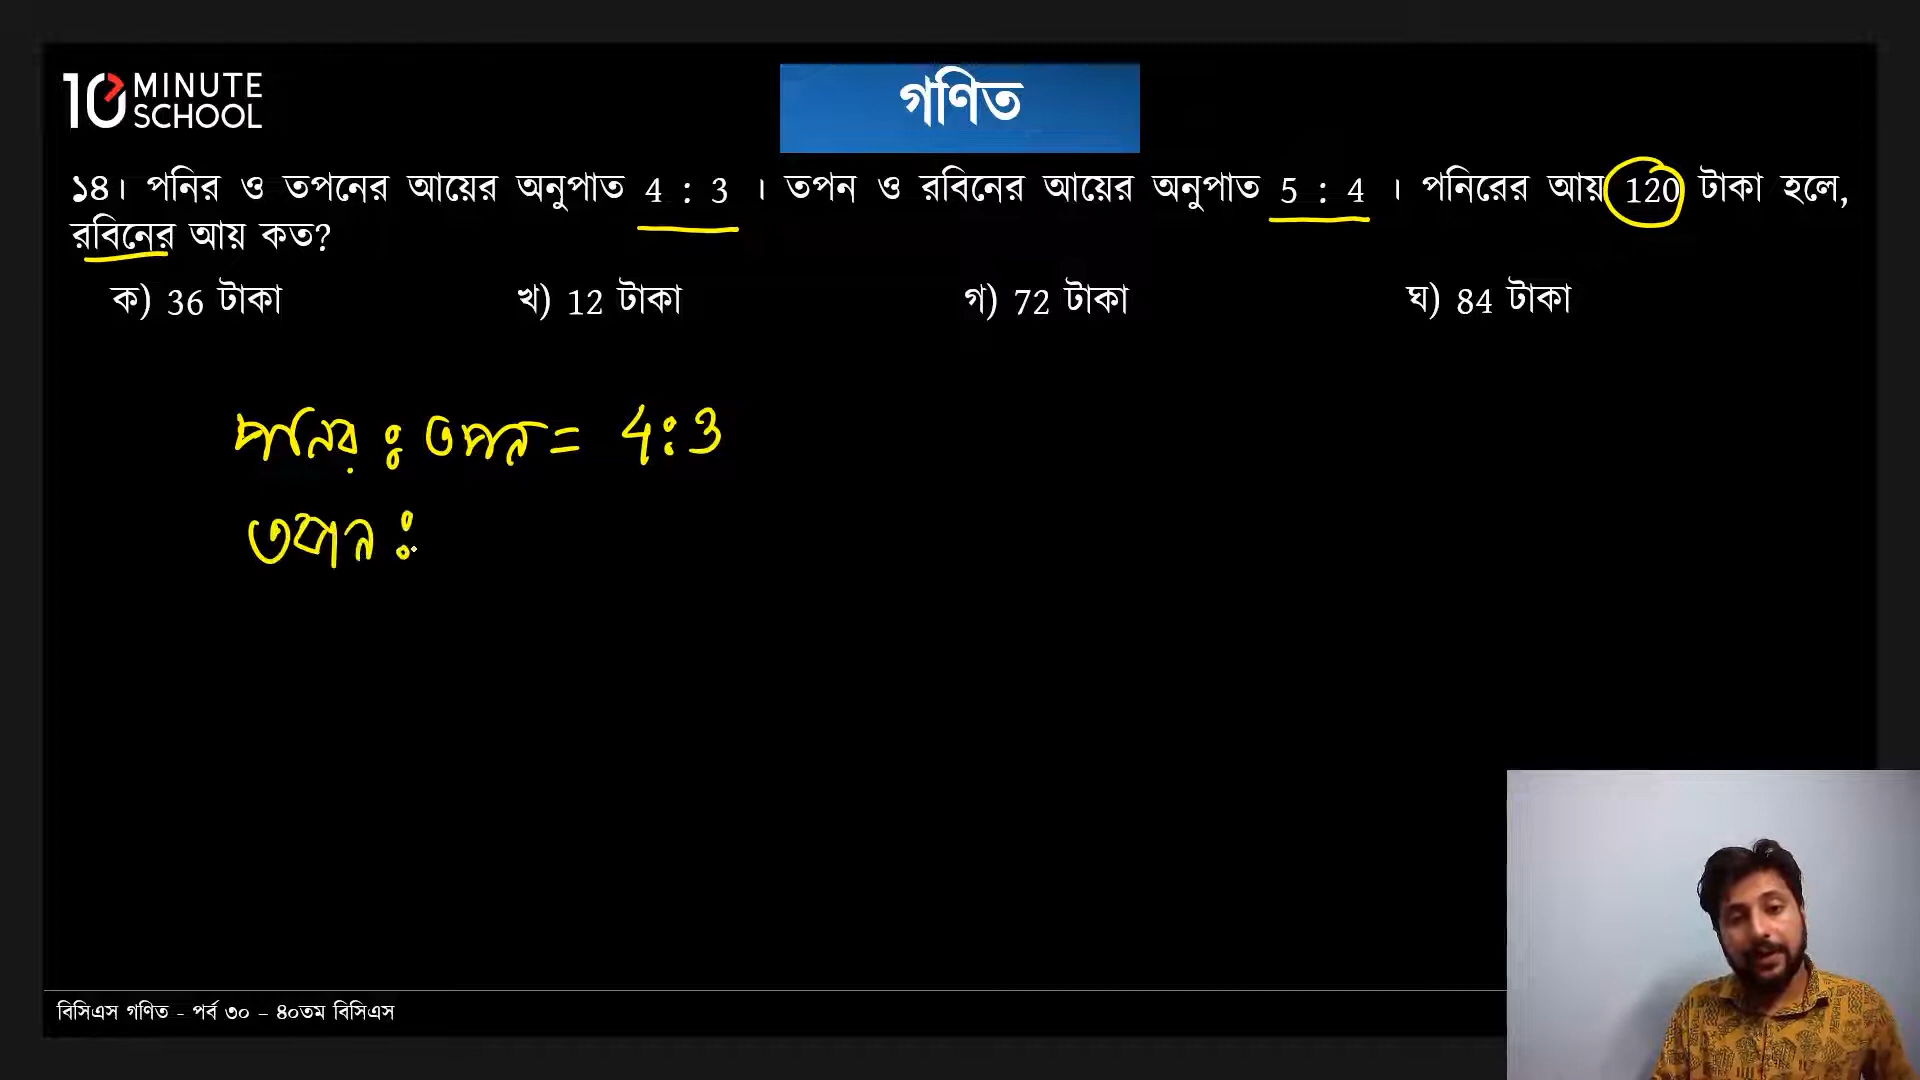 10 MINUTE SCHOOL
গণিত
১৪। পনির ও তপনের আয়ের অনুপাত 4 : 3 । তপন ও রবিনের আয়ের অনুপাত 5 : 4 । পনিরের আয় 120 টাকা হলে,
রবিনের আয় কত?
ক) 36 টাকা খ) 12 টাকা গ) 72 টাকা ঘ) 84 টাকা
পনির : তপন = 4:3
তপন :
বিসিএস গণিত - পর্ব ৩০ – ৪০তম বিসিএস